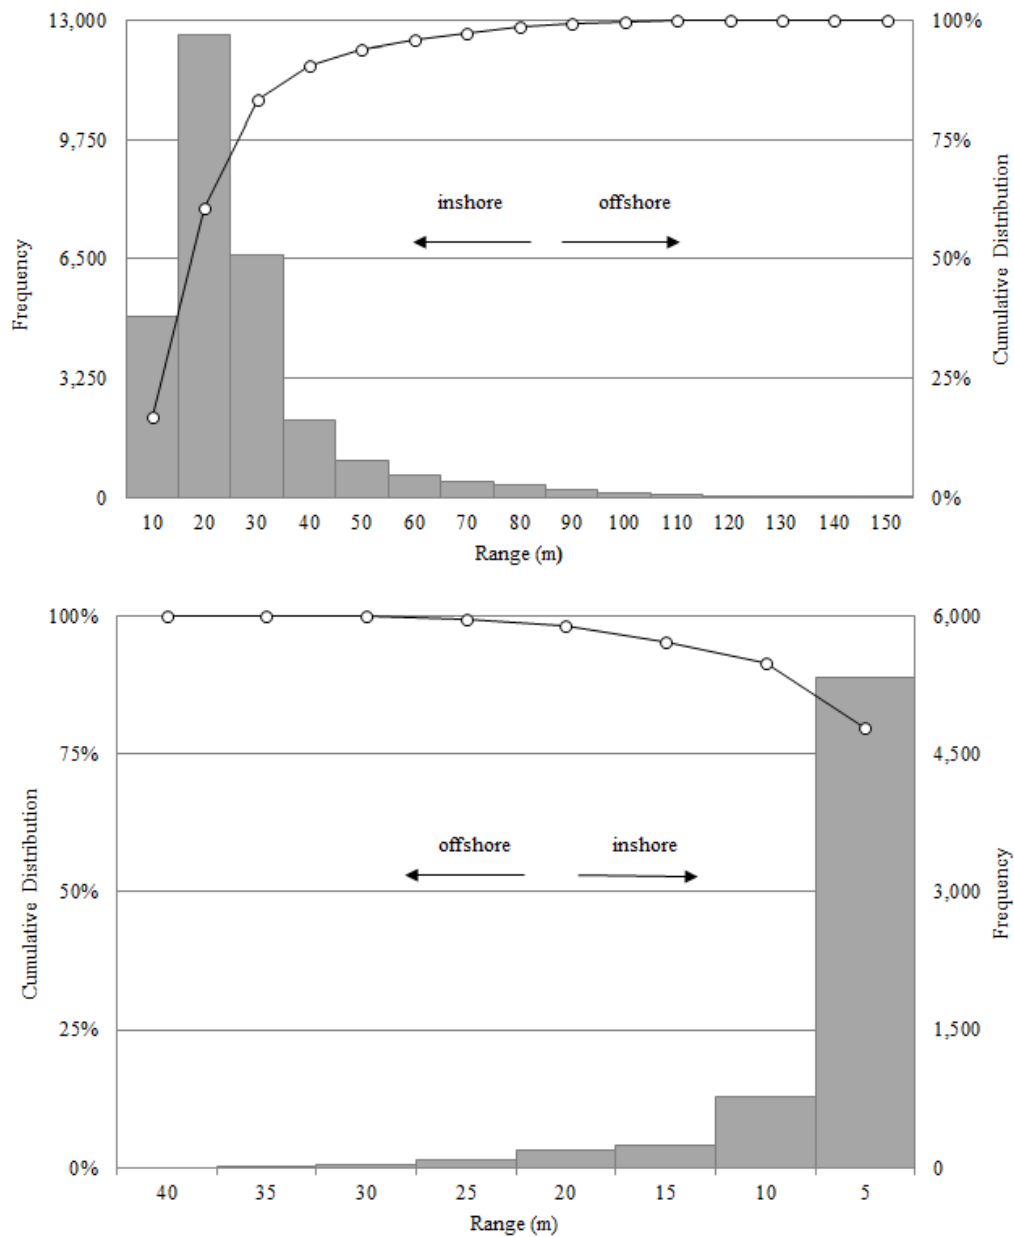 13,000
100%
9,750
75%
inshore
offshore
6,500
50%
3,250
25%
0
0%
Frequency
Cumulative Distribution
10 20 30 40 50 60 70 80 90 100 110 120 130 140 150
Range (m)
100%
6,000
75%
4,500
offshore
inshore
50%
3,000
25%
1,500
0%
0
Cumulative Distribution
Frequency
40 35 30 25 20 15 10 5
Range (m)